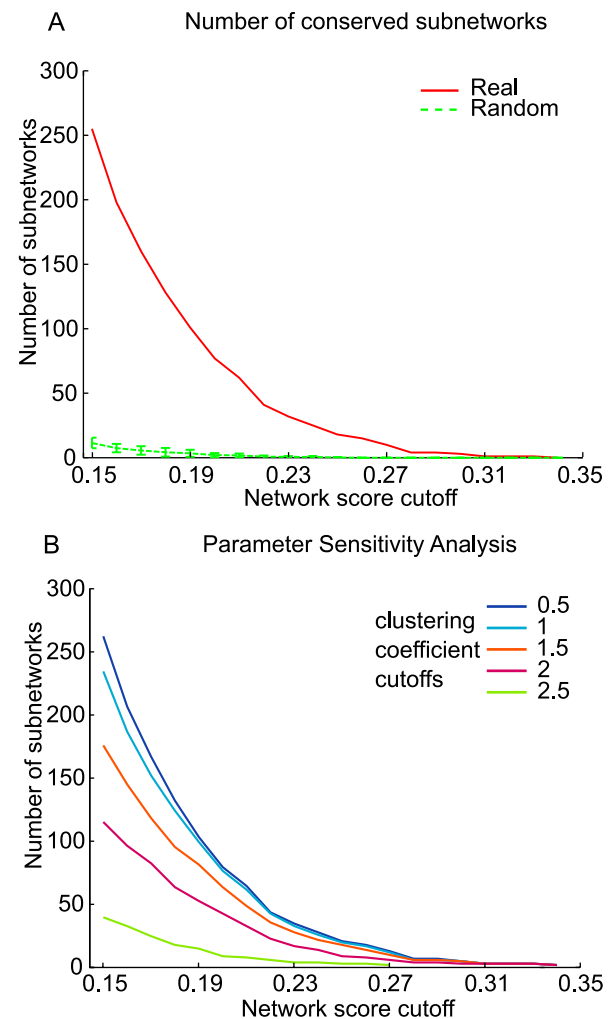 A Number of conserved subnetworks
300
250
200
150
100
50
0
Number of subnetworks
Real
Random
0.15 0.19 0.23 0.27 0.31 0.35
Network score cutoff
B Parameter Sensitivity Analysis
300
250
200
150
100
50
0
Number of subnetworks
clustering
coefficient
cutoffs
0.5
1
1.5
2
2.5
0.15 0.19 0.23 0.27 0.31 0.35
Network score cutoff